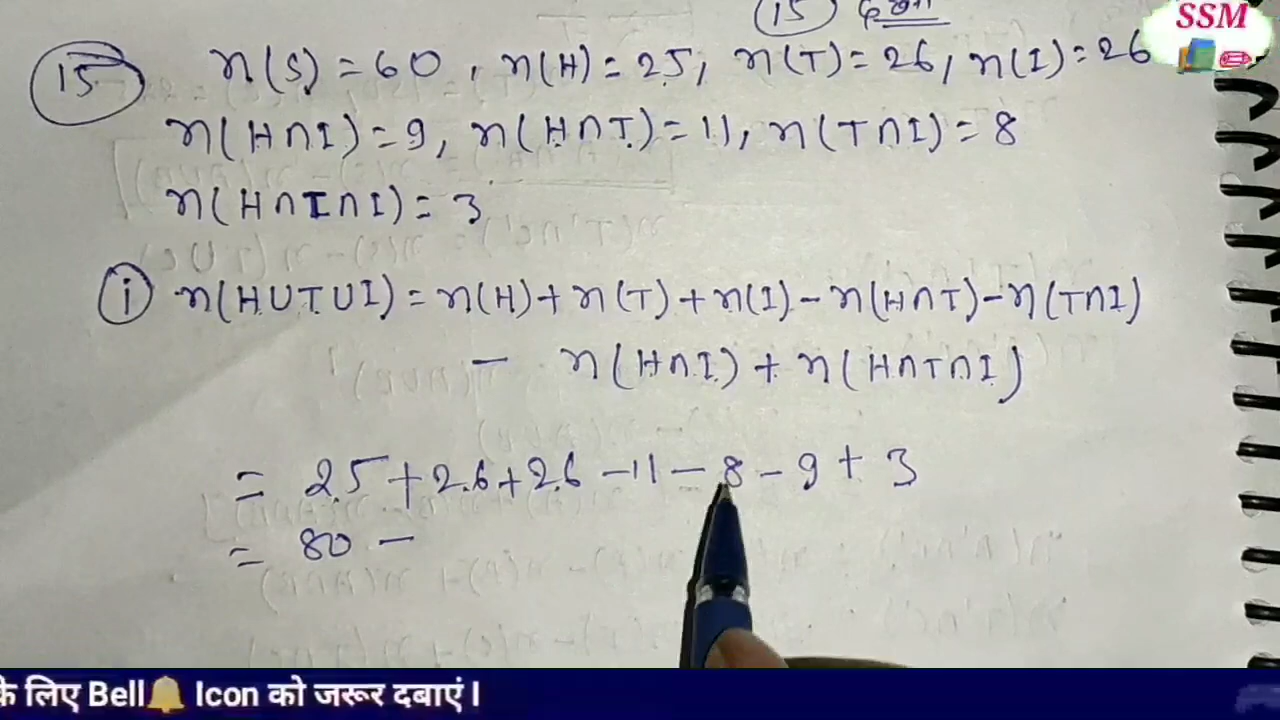 (15) देखा
SSM
(15) n(S) = 60, n(H) = 25, n(T) = 26, n(I) = 26
n(H∩I) = 9, n(H∩T) = 11, n(T∩I) = 8
n(H∩I∩I) = 3
(i) n(H∪T∪I) = n(H) + n(T) + n(I) - n(H∩T) - n(T∩I)
- n(H∩I) + n(H∩T∩I)
= 25 + 26 + 26 - 11 - 8 - 9 + 3
= 80 -
के लिए Bell🔔 Icon को जरूर दबाएं I